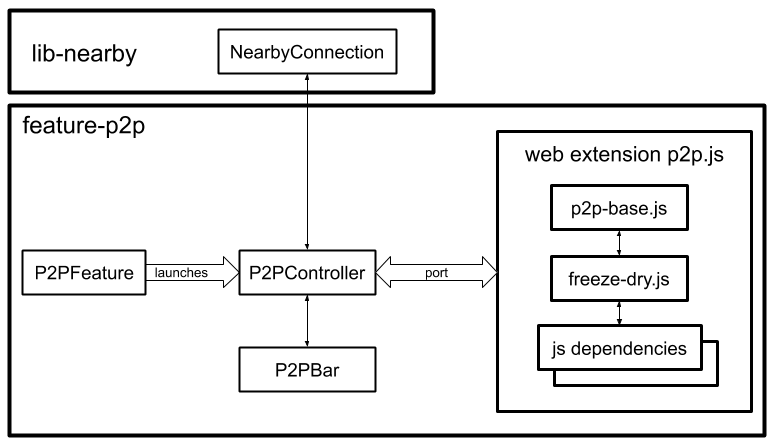 lib-nearby
NearbyConnection
feature-p2p
web extension p2p.js
p2p-base.js
P2PFeature
launches
P2PController
port
freeze-dry.js
js dependencies
P2PBar